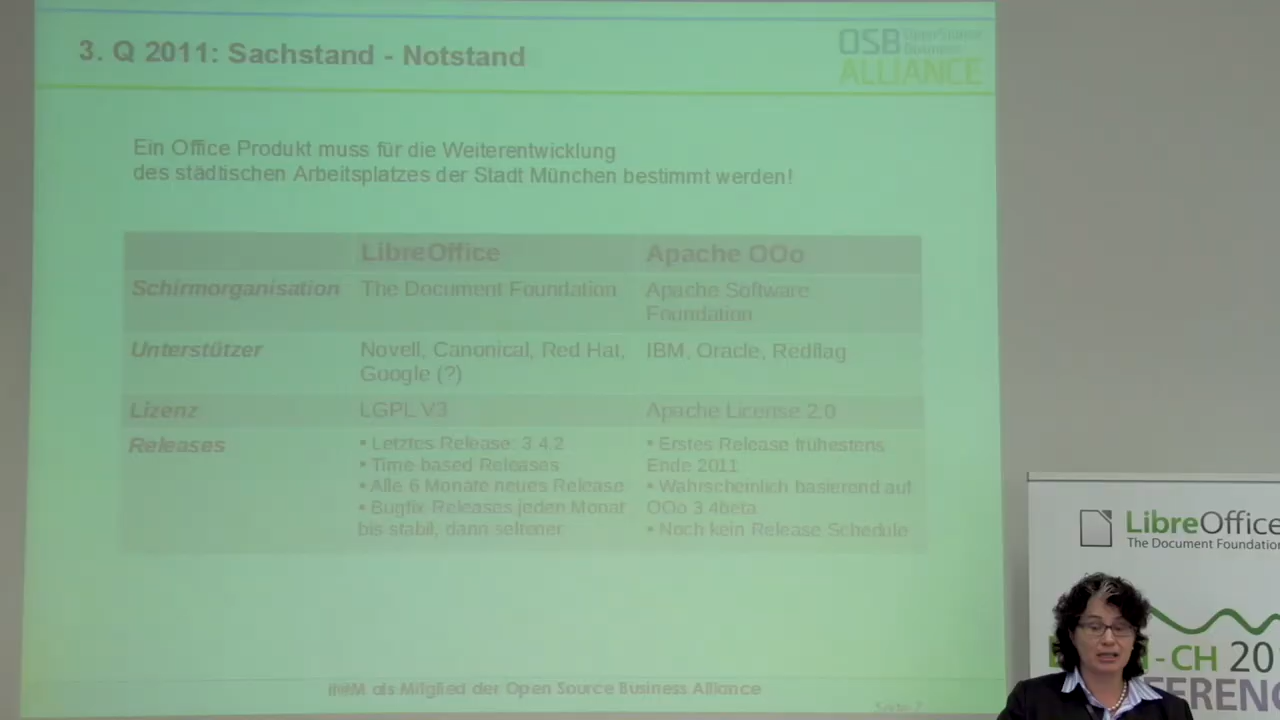 3. Q 2011: Sachstand - Notstand
OSB Open Source
Business
ALLIANCE
Ein Office Produkt muss für die Weiterentwicklung
des städtischen Arbeitsplatzes der Stadt München bestimmt werden!
LibreOffice Apache OOo
Schirmorganisation The Document Foundation Apache Software
Foundation
Unterstützer Novell, Canonical, Red Hat, IBM, Oracle, Redflag
Google (?)
Lizenz LGPL V3 Apache License 2.0
Releases • Letztes Release: 3.4.2 • Erstes Release frühestens
• Time based Releases Ende 2011
• Alle 6 Monate neues Release • Wahrscheinlich basierend auf
• Bugfix Releases jeden Monat OOo 3.4beta
bis stabil, dann seltener • Noch kein Release Schedule
als Mitglied der Open Source Business Alliance
Seite 7
LibreOffice
The Document Foundation
- CH 20